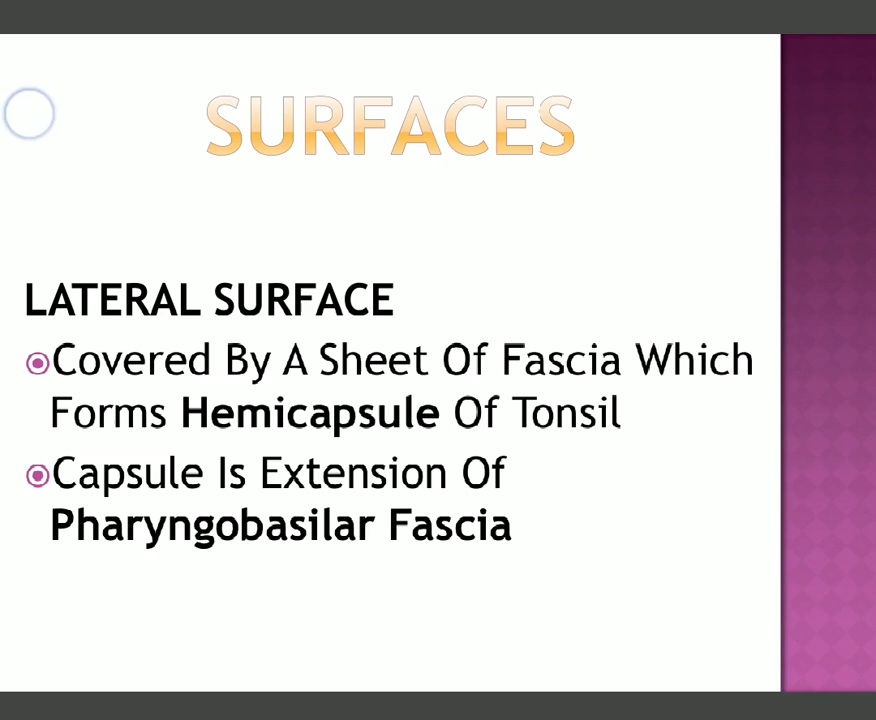 SURFACES
LATERAL SURFACE
Covered By A Sheet Of Fascia Which
Forms Hemicapsule Of Tonsil
Capsule Is Extension Of
Pharyngobasilar Fascia